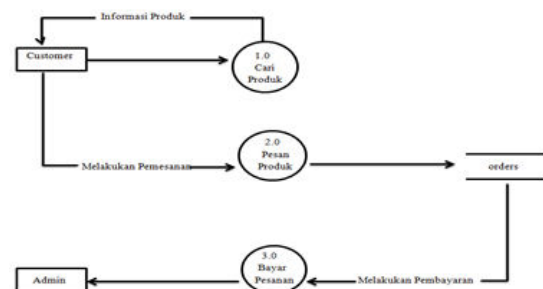 Informasi Produk
Customer
1.0
Cari
Produk
2.0
Pesan
Produk
Melakukan Pemesanan
orders
3.0
Bayar
Pesanan
Melakukan Pembayaran
Admin